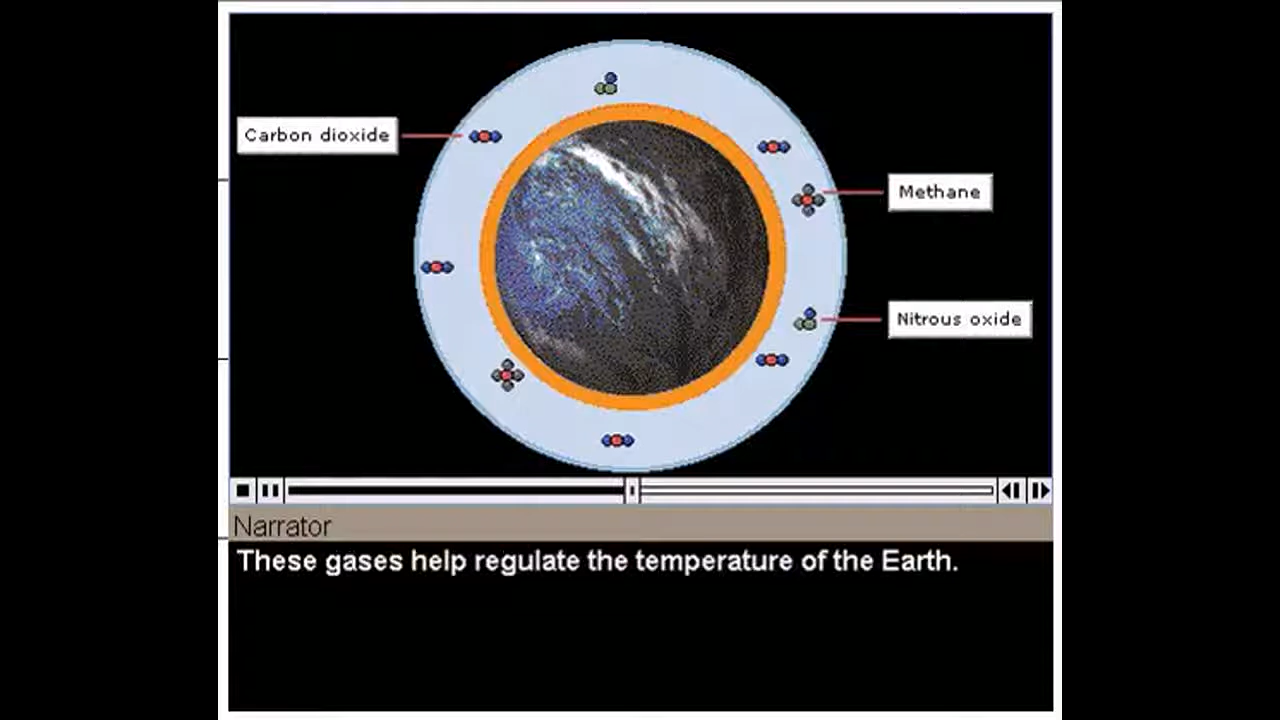 Carbon dioxide
Methane
Nitrous oxide
Narrator
These gases help regulate the temperature of the Earth.